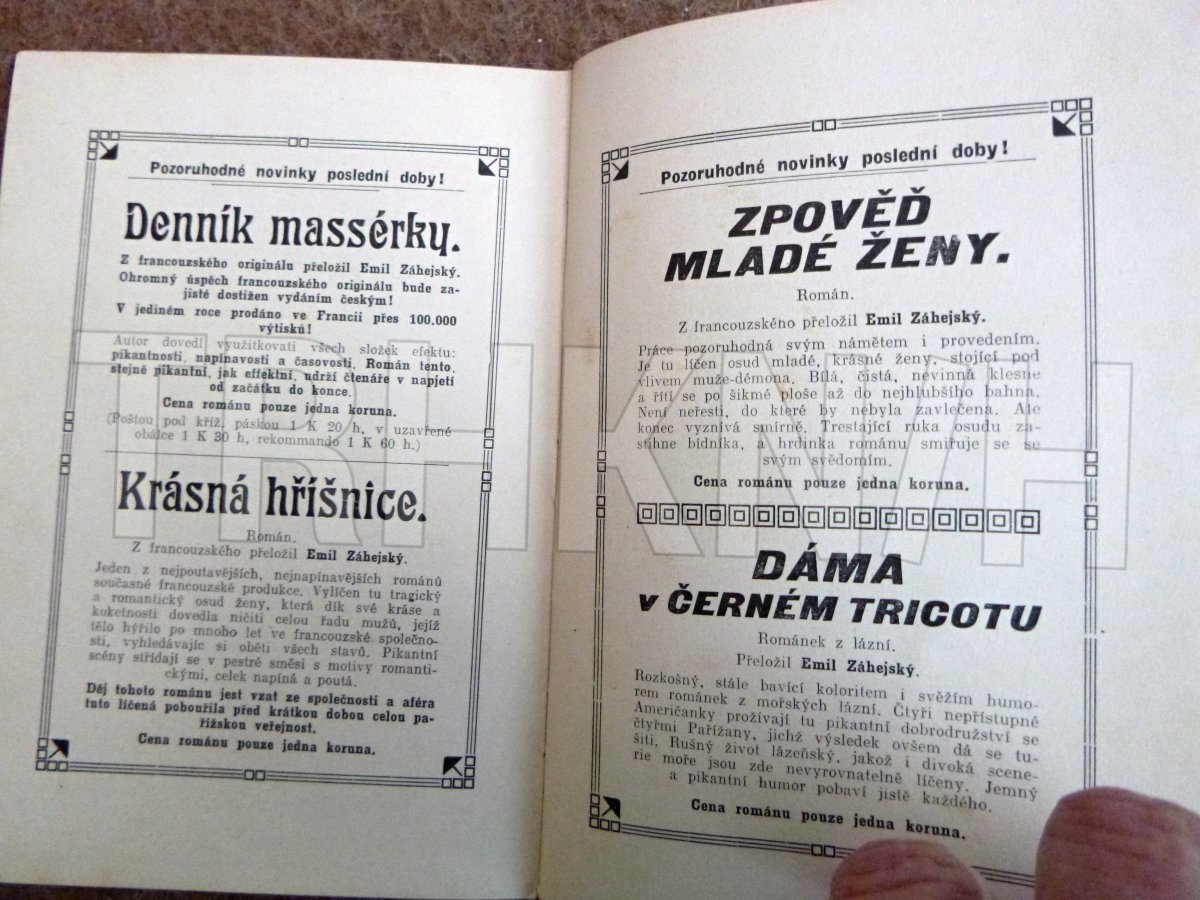 Pozoruhodné novinky poslední doby!
Denník massérky.
Z francouzského originálu přeložil Emil Záhejský.
Ohromný úspěch francouzského originálu bude za-
jisté dostižen vydáním českým!
V jediném roce prodáno ve Francii přes 100.000
výtisků!
Autor dovedl využítkovati všech složek efektu:
pikantnosti, napínavosti a časovosti. Román tento,
stejně pikantní, jak effektní, udrží čtenáře v napjetí
od začátku do konce.
Cena románu pouze jedna koruna.
(Poštou pod kříž. páskou 1 K 20 h, v uzavřené
obálce 1 K 30 h, rekommando 1 K 60 h.)
Krásná hříšnice.
Román.
Z francouzského přeložil Emil Záhejský.
Jeden z nejpoutavějších, nejnapínavějších románů
současné francouzské produkce. Vylíčen tu tragický
a romantický osud ženy, která dík své kráse a
koketnosti dovedla ničiti celou řadu mužů, jejíž
tělo hýřilo po mnoho let ve francouzské společno-
sti, vyhledávajíc si oběti všech stavů. Pikantní
scény střídají se v pestré směsi s motivy romanti-
ckými, celek napíná a poutá.
Děj tohoto románu jest vzat ze společnosti a aféra
tuto líčená pobouřila před krátkou dobou celou pa-
řížskou veřejnost.
Cena románu pouze jedna koruna.
Pozoruhodné novinky poslední doby!
ZPOVĚĎ
MLADÉ ŽENY.
Román.
Z francouzského přeložil Emil Záhejský.
Práce pozoruhodná svým námětem i provedením.
Je tu líčen osud mladé, krásné ženy, stojící pod
vlivem muže-démona. Bílá, čistá, nevinná klesne
a řítí se po šikmé ploše až do nejhlubšího bahna.
Není neřesti, do které by nebyla zavlečena. Ale
konec vyznívá smírně. Trestající ruka osudu za-
stihne bídníka, a hrdinka románu smiřuje se se
svým svědomím.
Cena románu pouze jedna koruna.
DÁMA
v ČERNÉM TRICOTU
Románek z lázní.
Přeložil Emil Záhejský.
Rozkošný, stále bavící koloritem i svěžím humo-
rem románek z mořských lázní. Čtyři nepřístupné
Američanky prožívají tu pikantní dobrodružství se
čtyřmi Pařížany, jichž výsledek ovšem dá se tu-
šiti. Rušný život lázeňský, jakož i divoká scene-
rie moře jsou zde nevyrovnatelně líčeny. Jemný
a pikantní humor pobaví jistě každého.
Cena románu pouze jedna koruna.
TRHKNIH